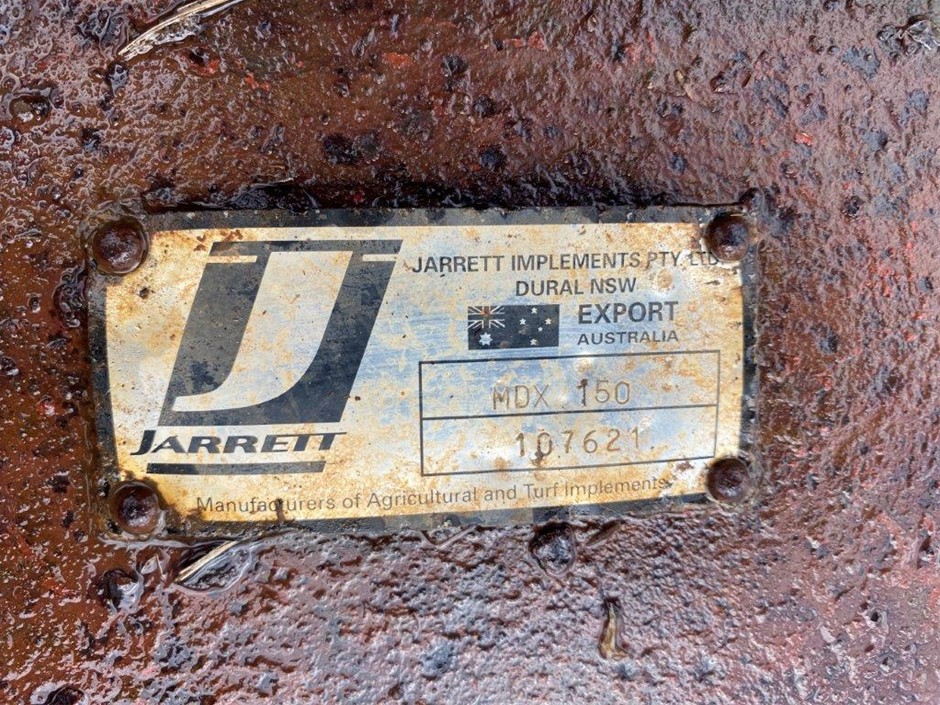 JARRETT IMPLEMENTS PTY LTD
DURAL NSW
EXPORT
AUSTRALIA
MDX 150
107621
JARRETT
Manufacturers of Agricultural and Turf Implements